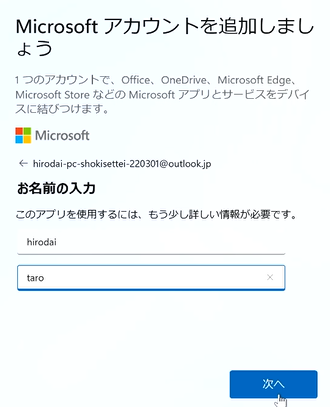 Microsoft アカウントを追加しまし
ょう
1 つのアカウントで、Office、OneDrive、Microsoft Edge、
Microsoft Store などの Microsoft アプリとサービスをデバイ
スに結びつけます。
Microsoft
← hirodai-pc-shokisettei-220301@outlook.jp
お名前の入力
このアプリを使用するには、もう少し詳しい情報が必要です。
hirodai
taro
次へ